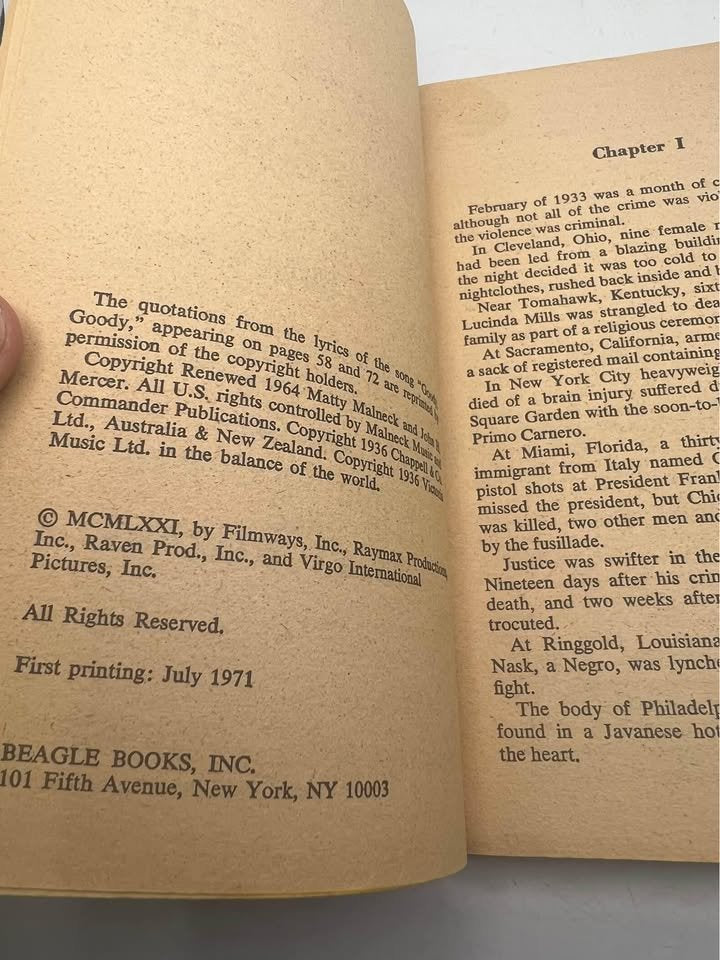 The quotations from the lyrics of the song "Goody
Goody," appearing on pages 58 and 72 are reprinted by
permission of the copyright holders.
Copyright Renewed 1964 Matty Malneck and John H.
Mercer. All U.S. rights controlled by Malneck Music and
Commander Publications. Copyright 1936 Chappell & Co.
Ltd., Australia & New Zealand. Copyright 1936 Victoria
Music Ltd. in the balance of the world.
© MCMLXXI, by Filmways, Inc., Raymax Productions,
Inc., Raven Prod., Inc., and Virgo International
Pictures, Inc.
All Rights Reserved.
First printing: July 1971
BEAGLE BOOKS, INC.
101 Fifth Avenue, New York, NY 10003
Chapter I
February of 1933 was a month of
although not all of the crime was
the violence was criminal.
In Cleveland, Ohio, nine female
had been led from a blazing
the night decided it was too cold to
nightclothes, rushed back inside and
Near Tomahawk, Kentucky,
Lucinda Mills was strangled to
family as part of a religious
At Sacramento, California,
a sack of registered mail containing
In New York City
died of a brain injury suffered
Square Garden with the
Primo Carnero.
At Miami, Florida, a
immigrant from Italy named
pistol shots at President
missed the president, but
was killed, two other men
by the fusillade.
Justice was swifter in the
Nineteen days after his
death, and two weeks
trocuted.
At Ringgold, Louisiana
Nask, a Negro, was
fight.
The body of
found in a Javanese
the heart.